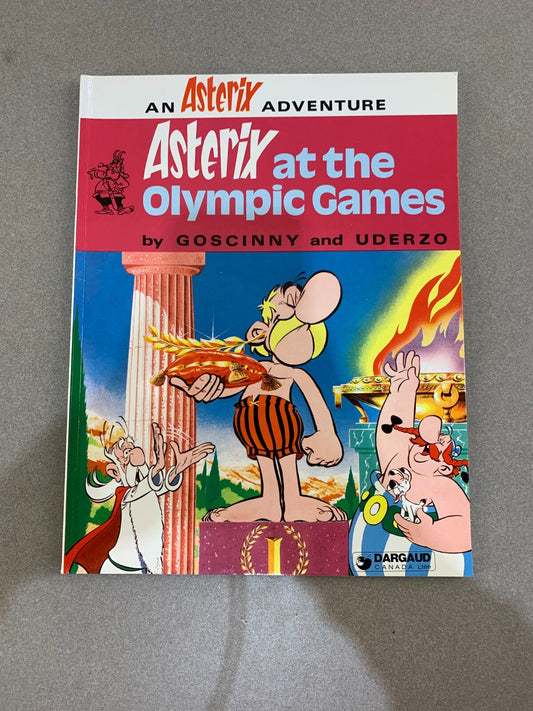 AN Asterix ADVENTURE
Asterix at the
Olympic Games
by GOSCINNY and UDERZO
I
DARGAUD
CANADA Ltée